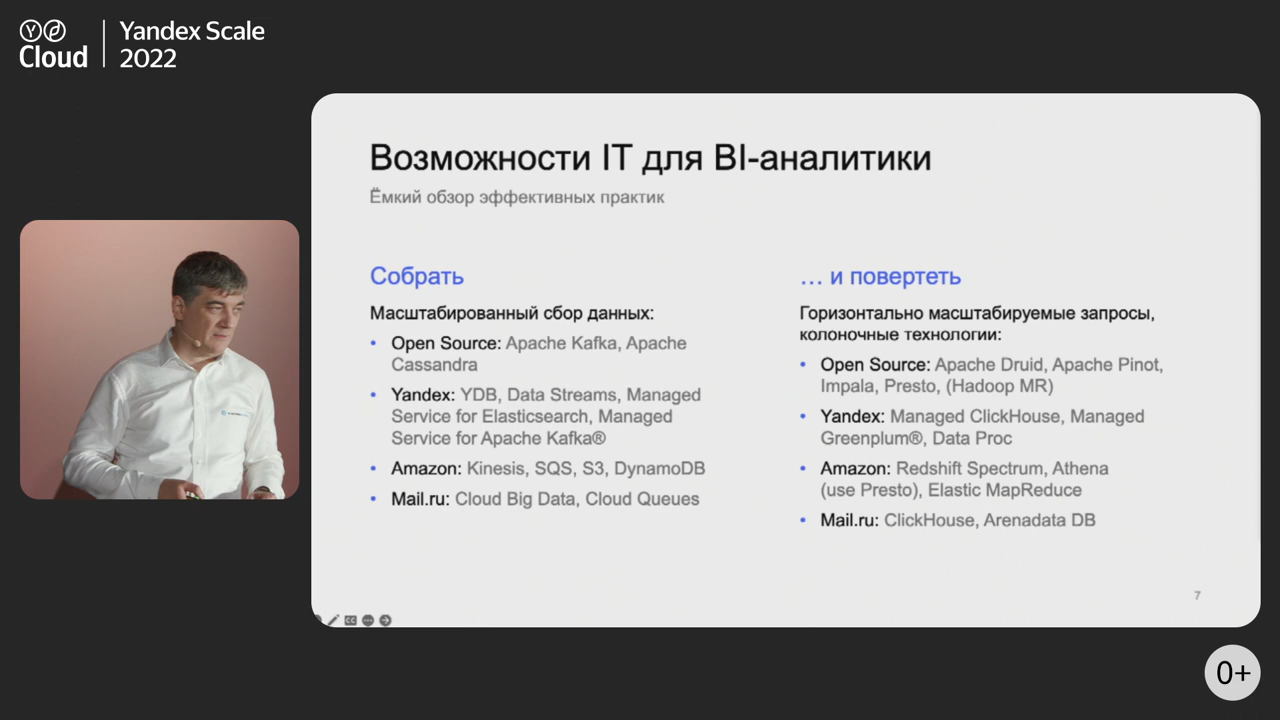 Cloud
Yandex Scale
2022
Возможности IT для BI-аналитики
Ёмкий обзор эффективных практик
Собрать
Масштабированный сбор данных:
• Open Source: Apache Kafka, Apache
Cassandra
• Yandex: YDB, Data Streams, Managed
Service for Elasticsearch, Managed
Service for Apache Kafka®
• Amazon: Kinesis, SQS, S3, DynamoDB
• Mail.ru: Cloud Big Data, Cloud Queues
… и повертеть
Горизонтально масштабируемые запросы,
колоночные технологии:
• Open Source: Apache Druid, Apache Pinot,
Impala, Presto, (Hadoop MR)
• Yandex: Managed ClickHouse, Managed
Greenplum®, Data Proc
• Amazon: Redshift Spectrum, Athena
(use Presto), Elastic MapReduce
• Mail.ru: ClickHouse, Arenadata DB
7
0+